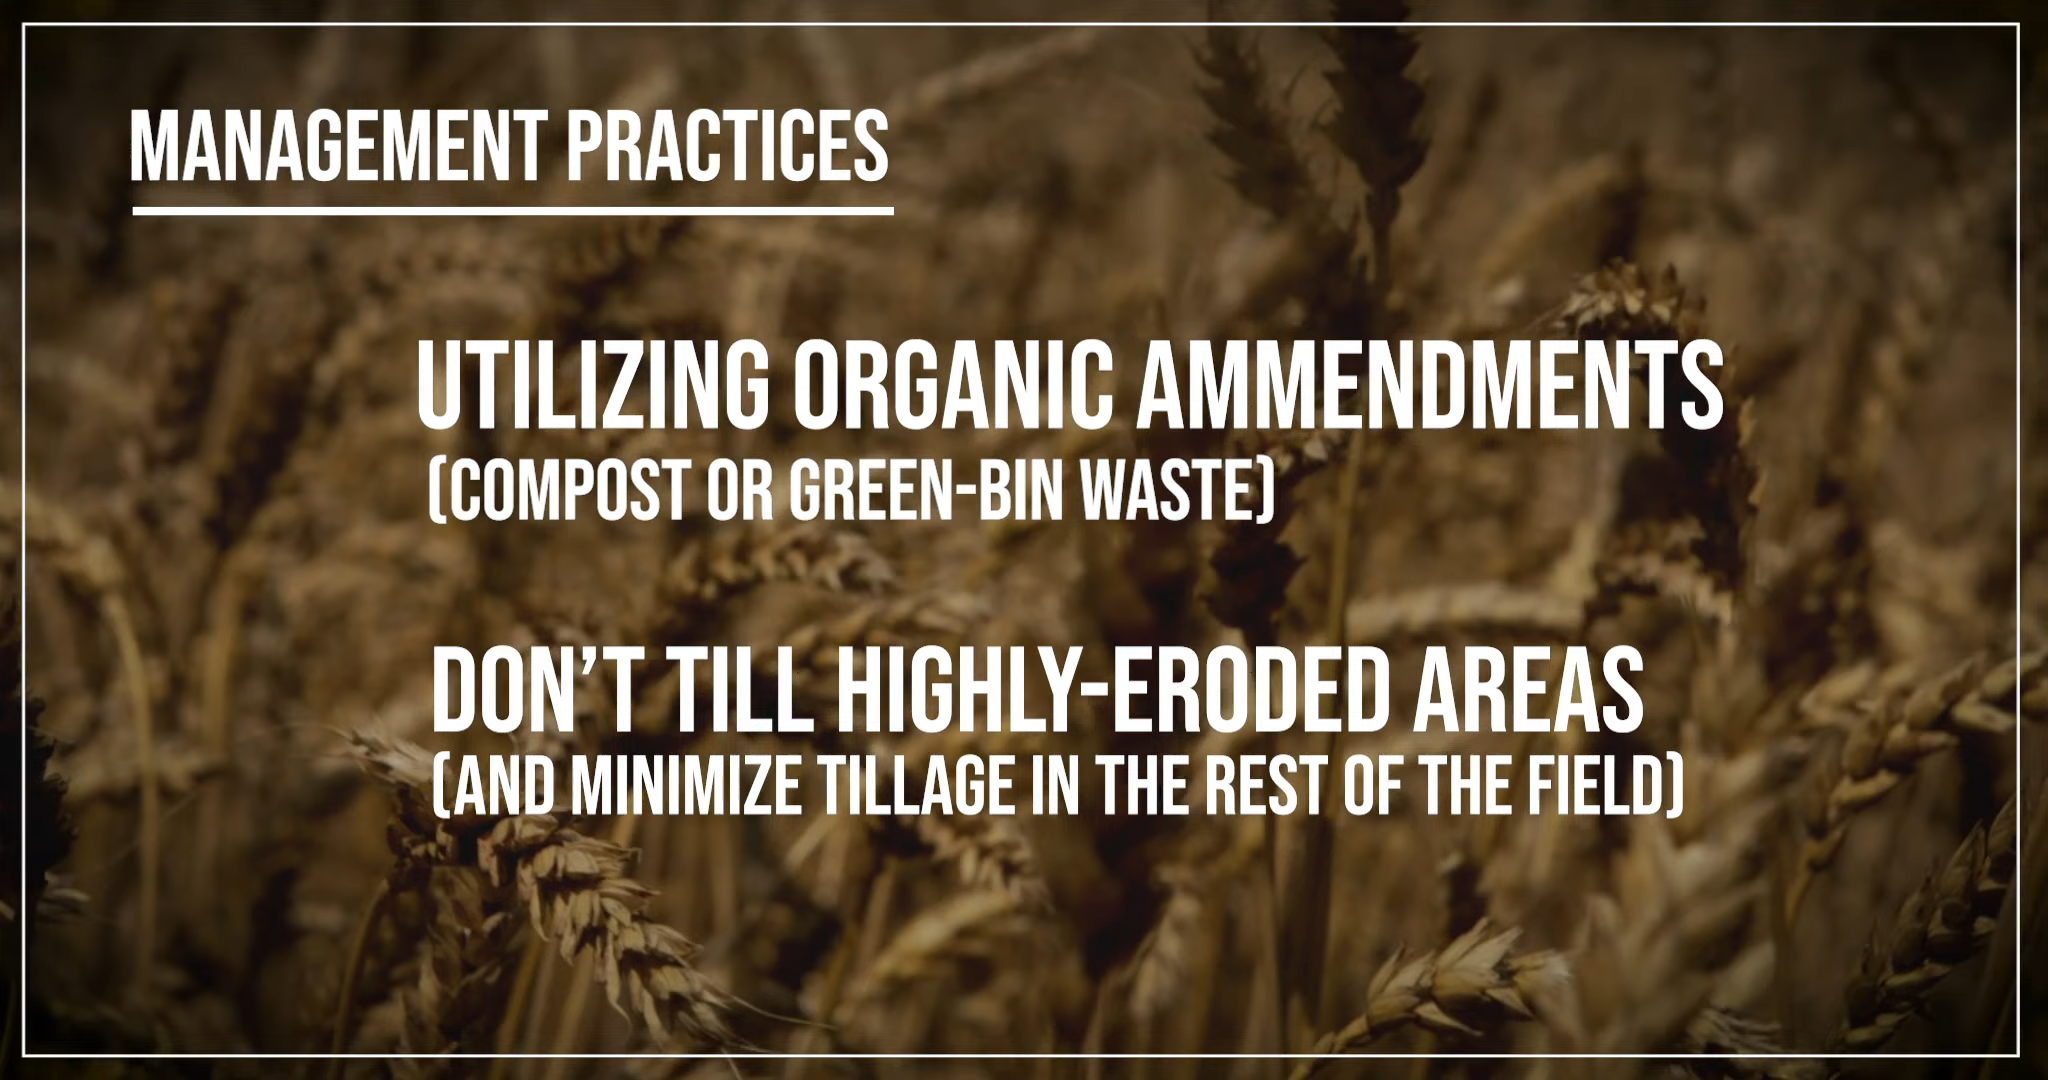 MANAGEMENT PRACTICES
UTILIZING ORGANIC AMMENDMENTS
(COMPOST OR GREEN-BIN WASTE)
DON'T TILL HIGHLY-ERODED AREAS
(AND MINIMIZE TILLAGE IN THE REST OF THE FIELD)